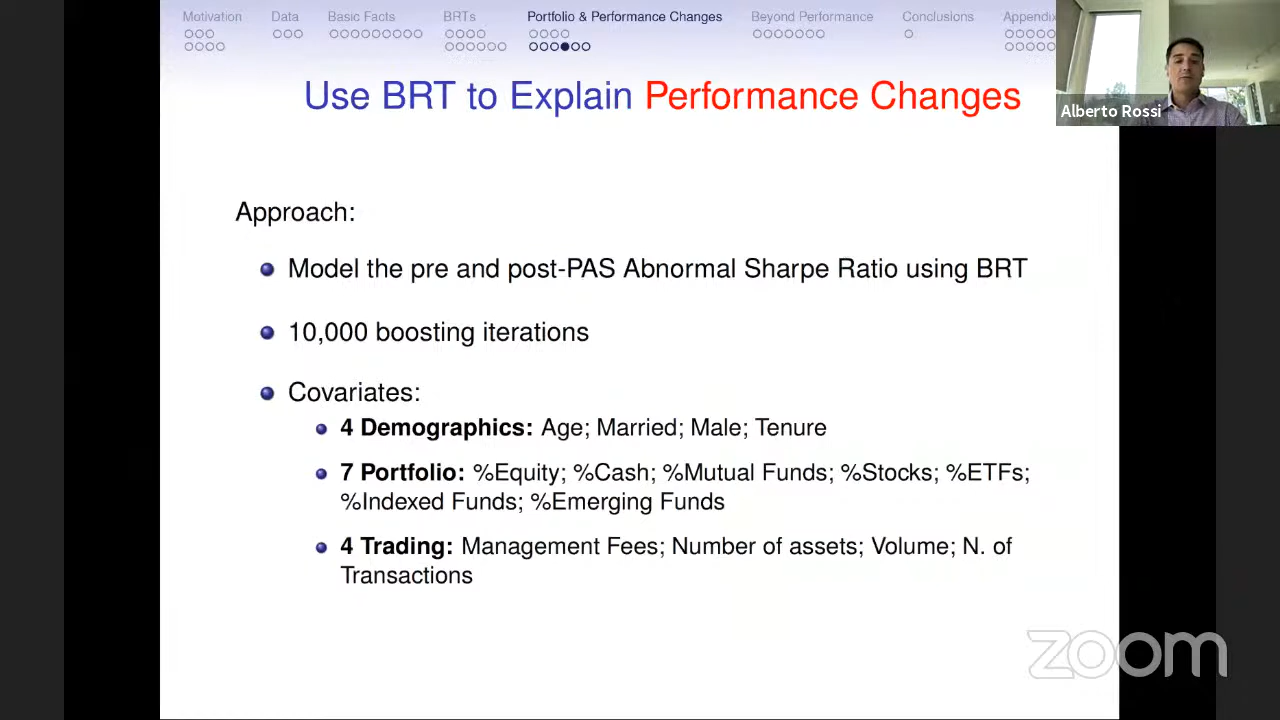 Motivation Data Basic Facts BRTs Portfolio & Performance Changes Beyond Performance Conclusions Appendix
Use BRT to Explain Performance Changes
Alberto Rossi
Approach:
Model the pre and post-PAS Abnormal Sharpe Ratio using BRT
10,000 boosting iterations
Covariates:
4 Demographics: Age; Married; Male; Tenure
7 Portfolio: %Equity; %Cash; %Mutual Funds; %Stocks; %ETFs;
%Indexed Funds; %Emerging Funds
4 Trading: Management Fees; Number of assets; Volume; N. of
Transactions
zoom